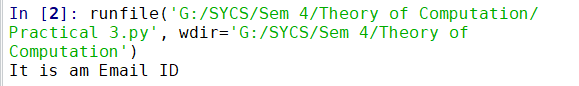 In [2]: runfile('G:/SYCS/Sem 4/Theory of Computation/
Practical 3.py', wdir='G:/SYCS/Sem 4/Theory of
Computation')
It is am Email ID